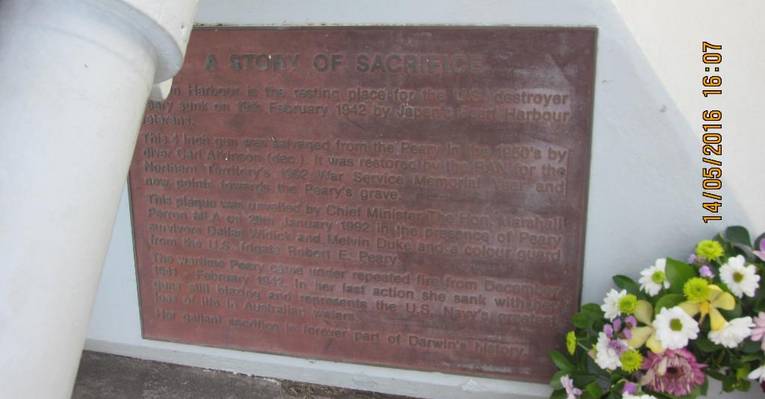 A STORY OF SACRIFICE
Harbour is the resting place for the U.S. destroyer
sunk on 19th February 1942 by Japan's Pearl Harbour
attackers.
This 4 inch gun was salvaged from the Peary in the 1950's by
diver Carl Atkinson (dec.). It was restored by the RAN for the
Northern Territory's 1992 War Service Memorial Year and
now points towards the Peary's grave.
This plaque was unveiled by Chief Minister The Hon. Marshall
Perron MLA on 29th January 1992 in the presence of Peary
survivors Dallas Widick and Melvin Duke and a colour guard
from the U.S. frigate Robert E. Peary.
The wartime Peary came under repeated fire from December
1941 - February 1942. In her last action she sank with her
guns still blazing and represents the U.S. Navy's greatest
loss of life in Australian waters.
Her gallant sacrifice is forever part of Darwin's history.
14/05/2016 16:07